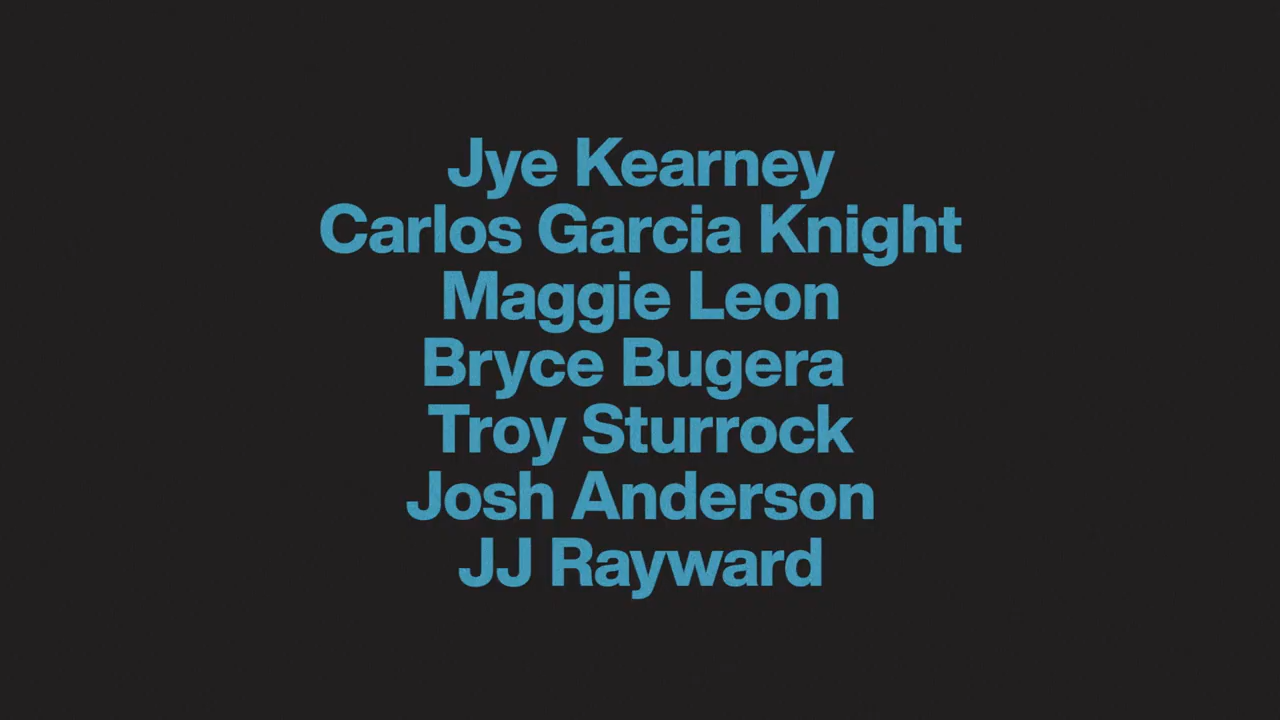 Jye Kearney
Carlos Garcia Knight
Maggie Leon
Bryce Bugera
Troy Sturrock
Josh Anderson
JJ Rayward